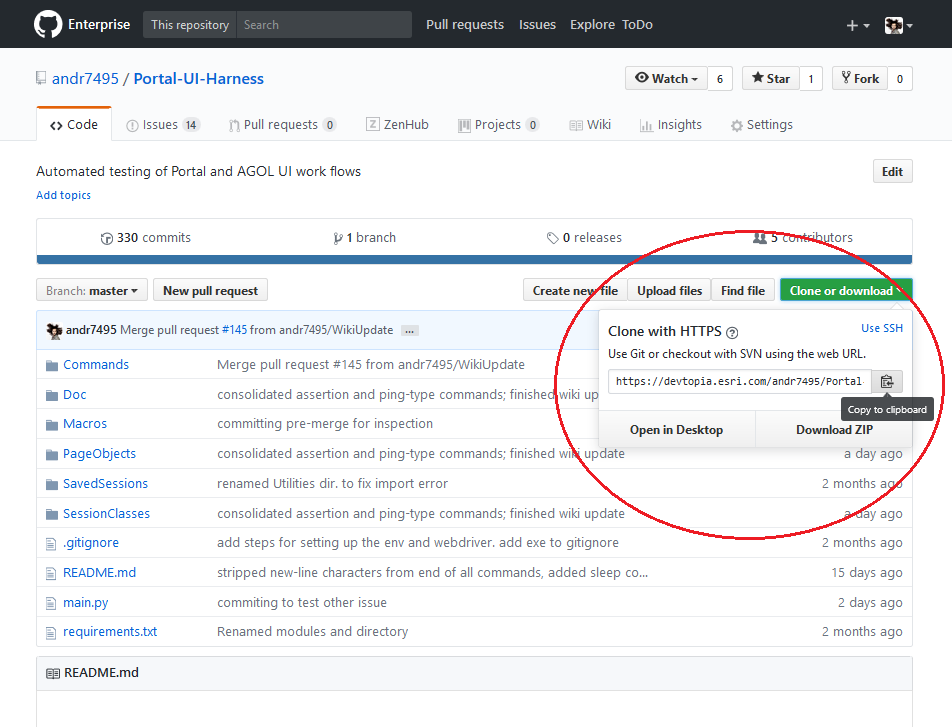 Enterprise This repository Search Pull requests Issues Explore ToDo
andr7495 / Portal-UI-Harness Watch 6 Star 1 Fork 0
Code Issues 14 Pull requests 0 ZenHub Projects 0 Wiki Insights Settings
Automated testing of Portal and AGOL UI work flows Edit
Add topics
330 commits 1 branch 0 releases 5 contributors
Branch: master New pull request Create new file Upload files Find file Clone or download
andr7495 Merge pull request #145 from andr7495/WikiUpdate ...
Clone with HTTPS ? Use SSH
Use Git or checkout with SVN using the web URL.
https://devtopia.esri.com/andr7495/Portal-
Copy to clipboard
Open in Desktop Download ZIP
Commands Merge pull request #145 from andr7495/WikiUpdate
Doc consolidated assertion and ping-type commands; finished wiki up
Macros committing pre-merge for inspection
PageObjects consolidated assertion and ping-type commands; finished wiki update a day ago
SavedSessions renamed Utilities dir. to fix import error 2 months ago
SessionClasses consolidated assertion and ping-type commands; finished wiki update a day ago
.gitignore add steps for setting up the env and webdriver. add exe to gitignore 2 months ago
README.md stripped new-line characters from end of all commands, added sleep co... 15 days ago
main.py commiting to test other issue 2 days ago
requirements.txt Renamed modules and directory 2 months ago
README.md